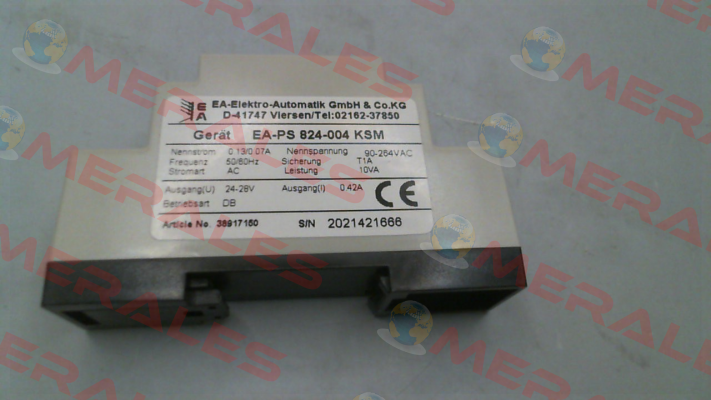 EA EA-Elektro-Automatik GmbH & Co.KG
D-41747 Viersen/Tel:02162-37850
Gerät EA-PS 824-004 KSM
Nennstrom 0.13/0.07A Nennspannung 90-264VAC
Frequenz 50/60Hz Sicherung T1A
Stromart AC Leistung 10VA
Ausgang(U) 24-28V Ausgang(I) 0.42A CE
Betriebsart DB
Article No. 38917160 S/N 2021421666
MERALES
MERALES
MERALES
MERALES
MERALES